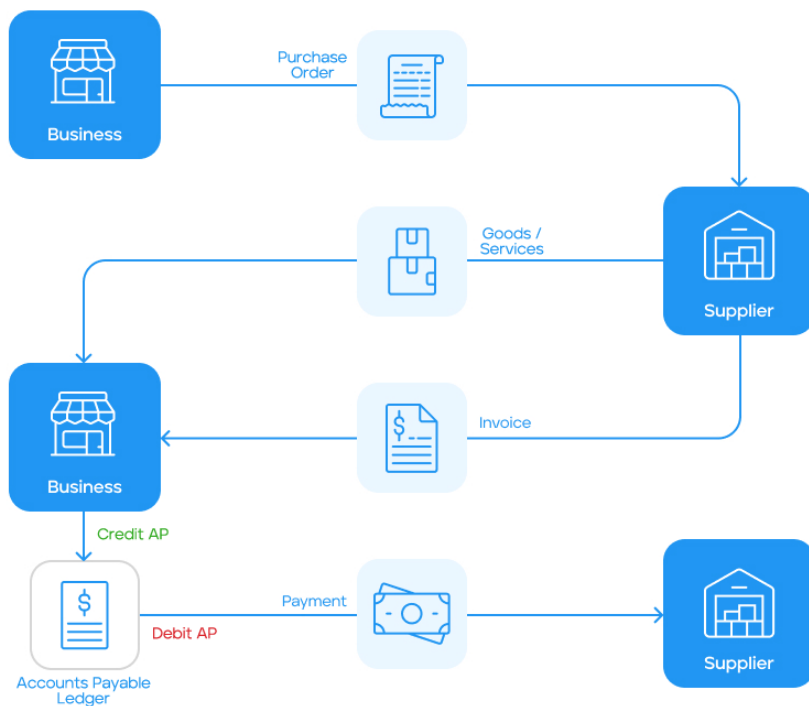 Purchase
Order
Business
Goods /
Services
Supplier
Invoice
Business
Credit AP
$
Payment
Debit AP
Accounts Payable
Ledger
$
Supplier